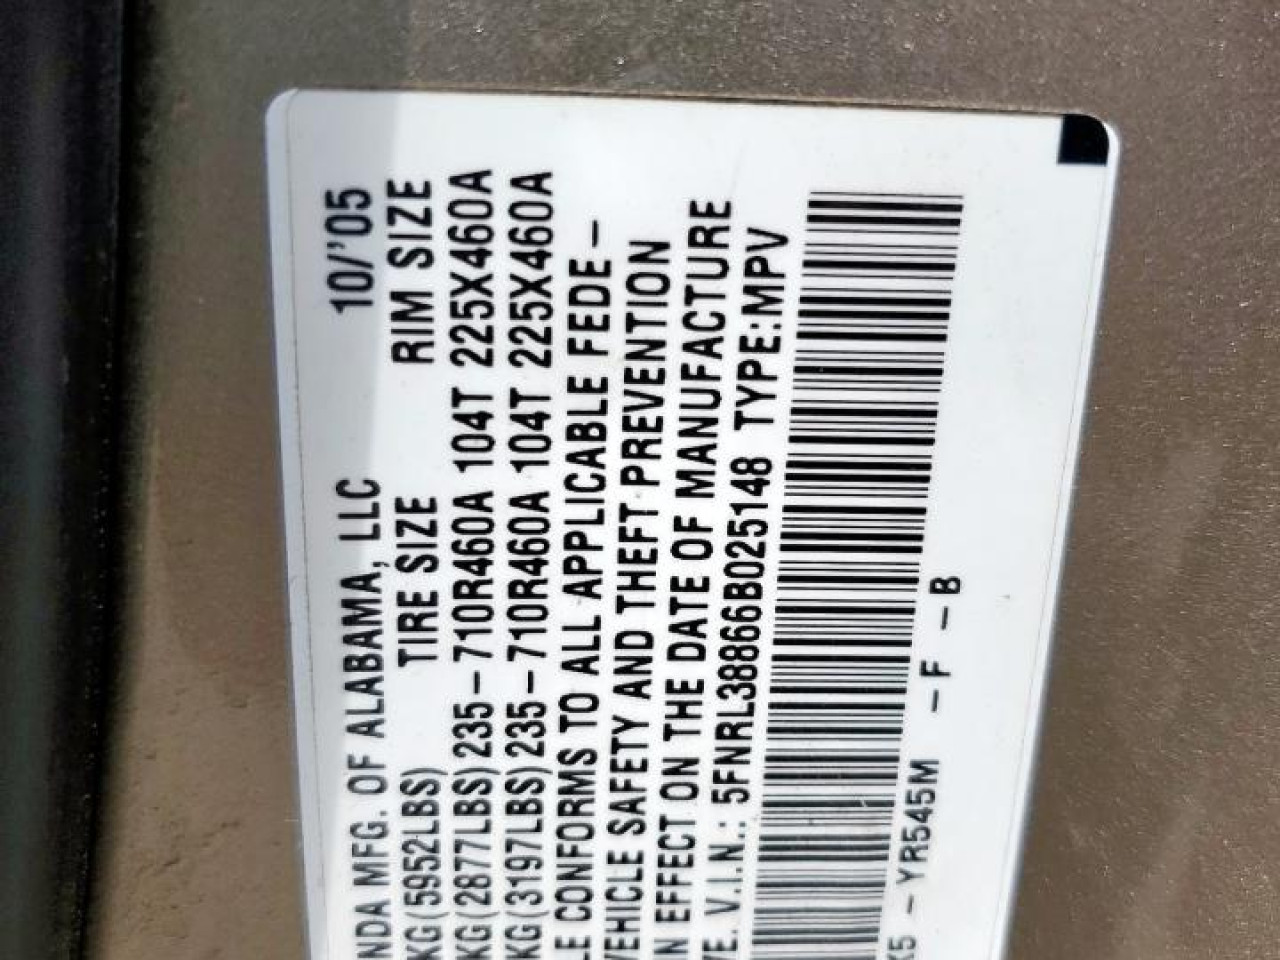 NDA MFG. OF ALABAMA, LLC 10/'05
KG(5952LBS) TIRE SIZE RIM SIZE
KG(2877LBS)235-710R460A 104T 225X460A
KG(3197LBS)235-710R460A 104T 225X460A
LE CONFORMS TO ALL APPLICABLE FEDE-
VEHICLE SAFETY AND THEFT PREVENTION
N EFFECT ON THE DATE OF MANUFACTURE
VE. V.I.N.: 5FNRL38866B025148 TYPE:MPV
K5-YR545M -F -B